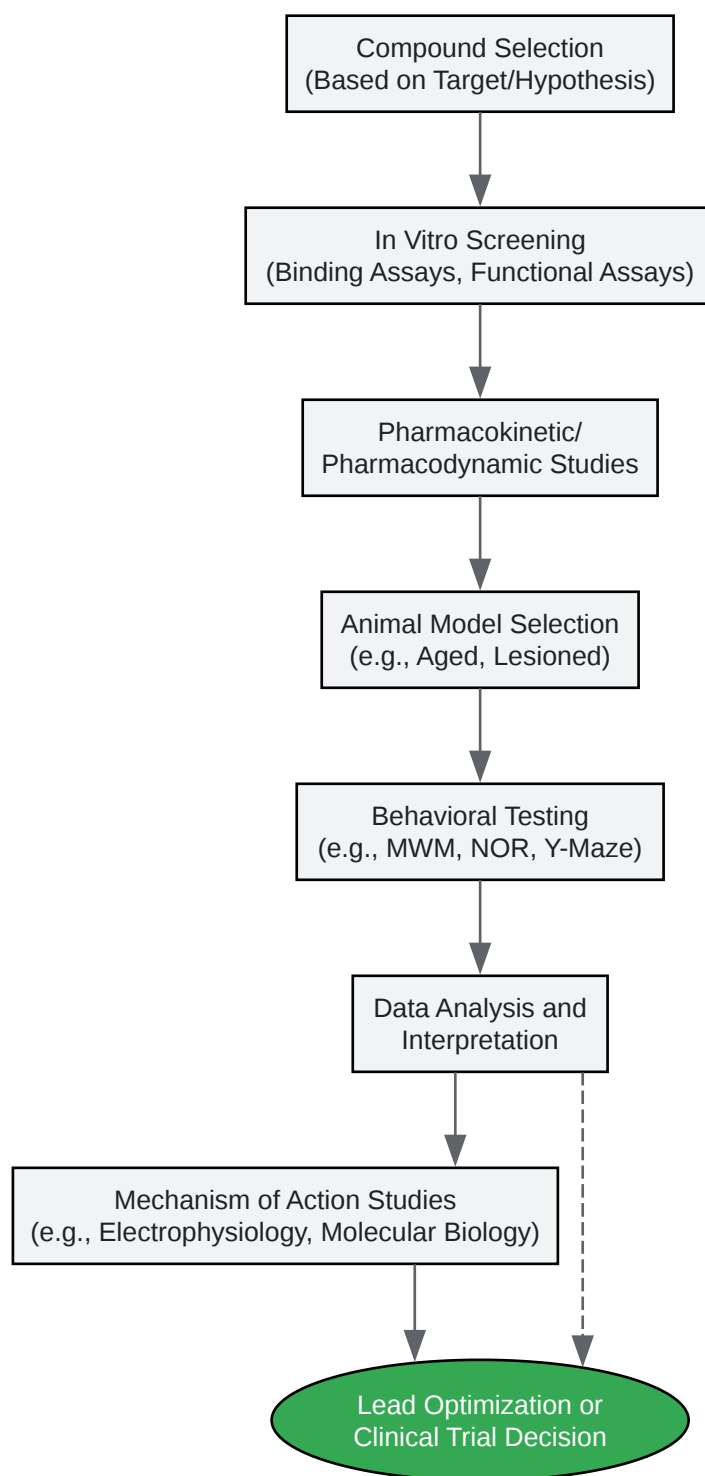 Compound Selection
(Based on Target/Hypothesis)
In Vitro Screening
(Binding Assays, Functional Assays)
Pharmacokinetic/
Pharmacodynamic Studies
Animal Model Selection
(e.g., Aged, Lesioned)
Behavioral Testing
(e.g., MWM, NOR, Y-Maze)
Data Analysis and
Interpretation
Mechanism of Action Studies
(e.g., Electrophysiology, Molecular Biology)
Lead Optimization or
Clinical Trial Decision